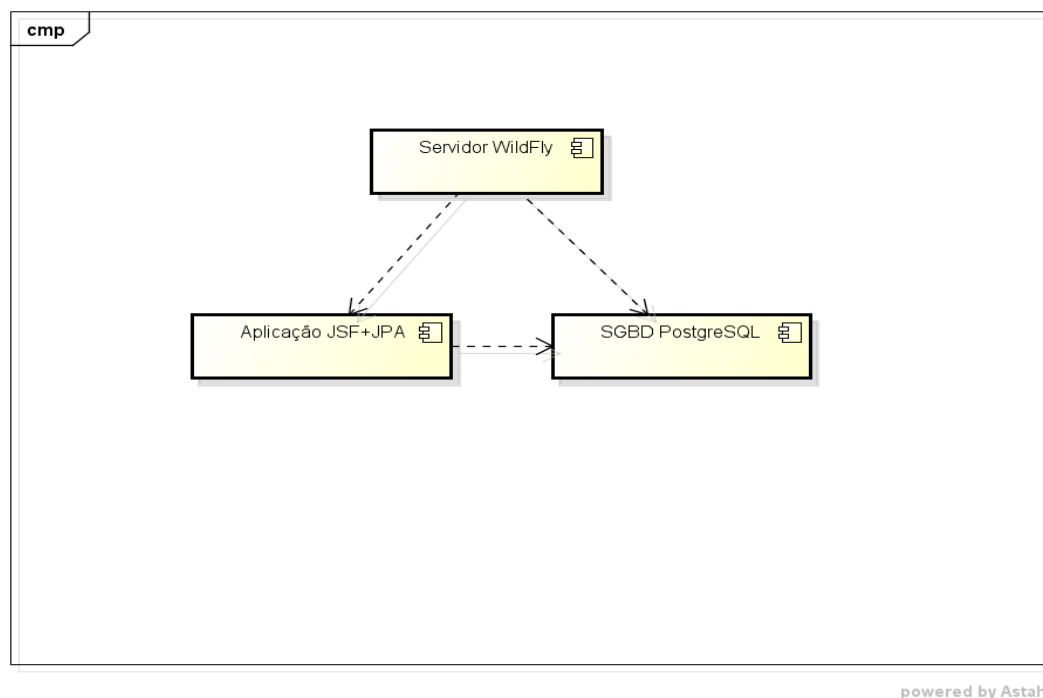 cmp
Servidor WildFly
Aplicação JSF+JPA
SGBD PostgreSQL
powered by Astah